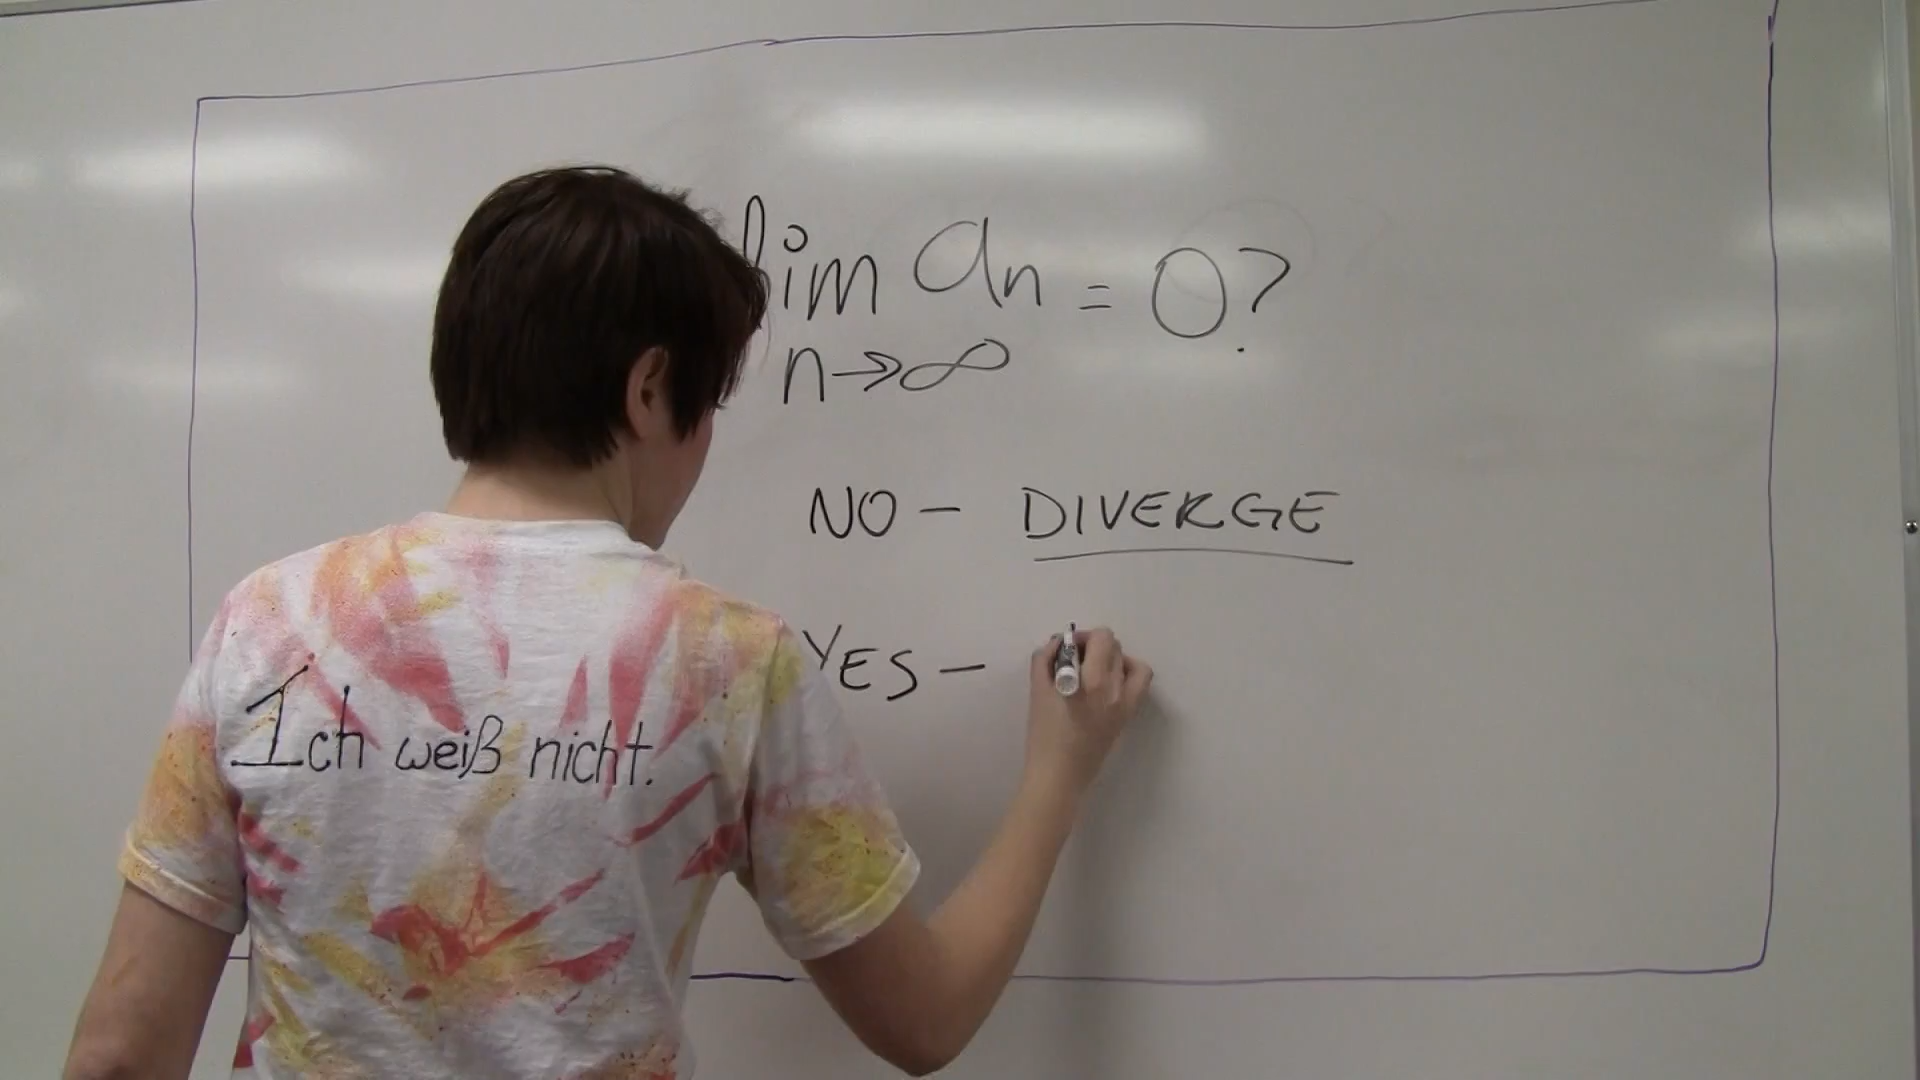 lim an = 0?
n→∞
NO – DIVERGE
YES –
Ich weiß nicht.